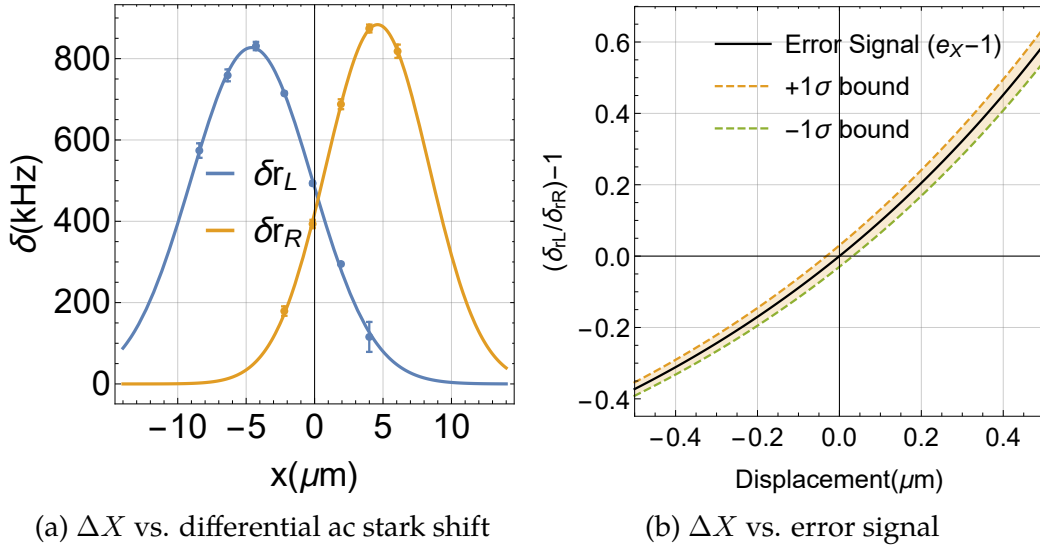 800
600
400
200
0
δ(kHz)
δr_L
δr_R
−10 −5 0 5 10
x(μm)
(a) ΔX vs. differential ac stark shift
0.6
0.4
0.2
0.0
−0.2
−0.4
(δ_rL/δ_rR)−1
Error Signal (e_X−1)
+1σ bound
−1σ bound
−0.4 −0.2 0.0 0.2 0.4
Displacement(μm)
(b) ΔX vs. error signal